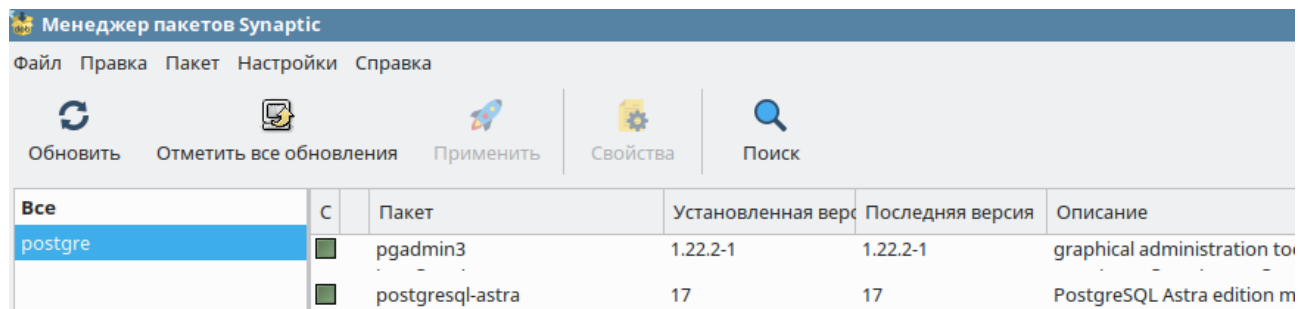 Менеджер пакетов Synaptic
Файл Правка Пакет Настройки Справка
Обновить Отметить все обновления Применить Свойства Поиск
Все
postgre
С Пакет Установленная верс Последняя версия Описание
pgadmin3 1.22.2-1 1.22.2-1 graphical administration too
postgresql-astra 17 17 PostgreSQL Astra edition m